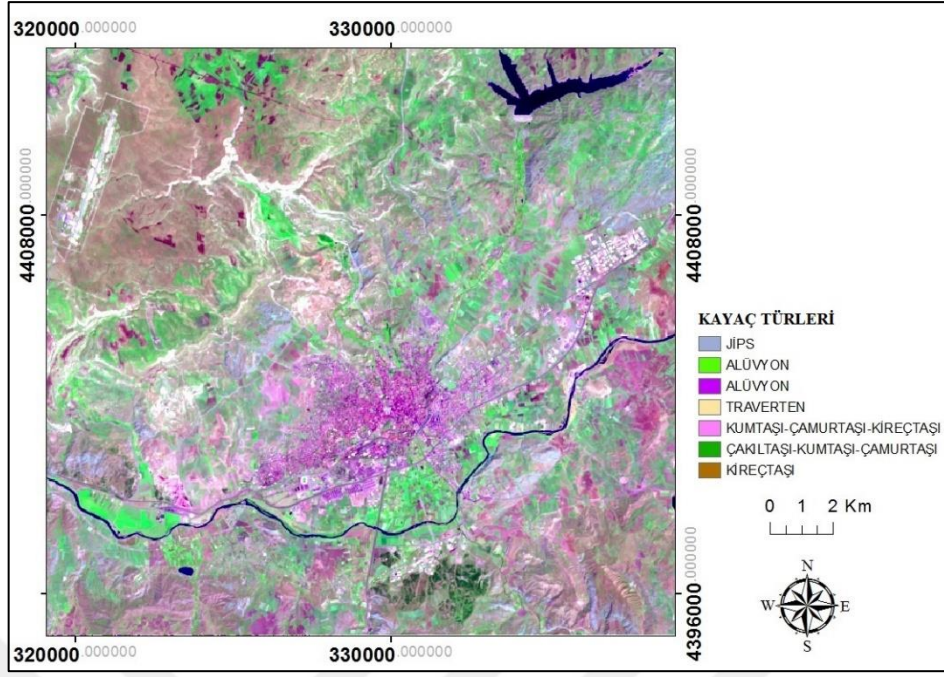 320000.000000 330000.000000
4408000.000000
4408000.000000
KAYAÇ TÜRLERİ
JİPS
ALÜVYON
ALÜVYON
TRAVERTEN
KUMTAŞI-ÇAMURTAŞI-KİREÇTAŞI
ÇAKILTAŞI-KUMTAŞI-ÇAMURTAŞI
KİREÇTAŞI
0 1 2 Km
N
W E
S
4396000.000000
320000.000000 330000.000000